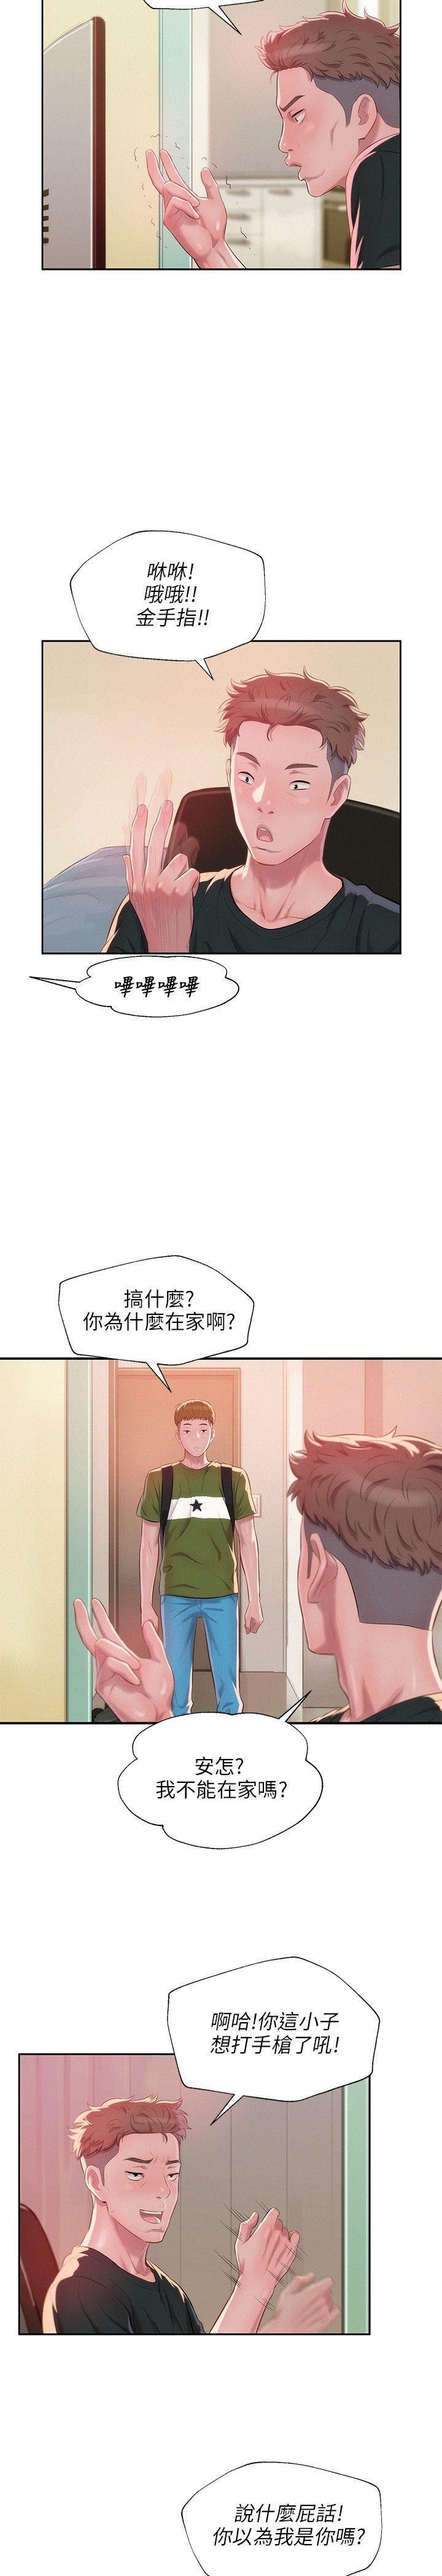 咻咻!
哦哦!!
金手指!!
嗶嗶嗶嗶
搞什麼?
你為什麼在家啊?
安怎?
我不能在家嗎?
啊哈!你這小子
想打手槍了吼!
說什麼屁話!
你以為我是你嗎?